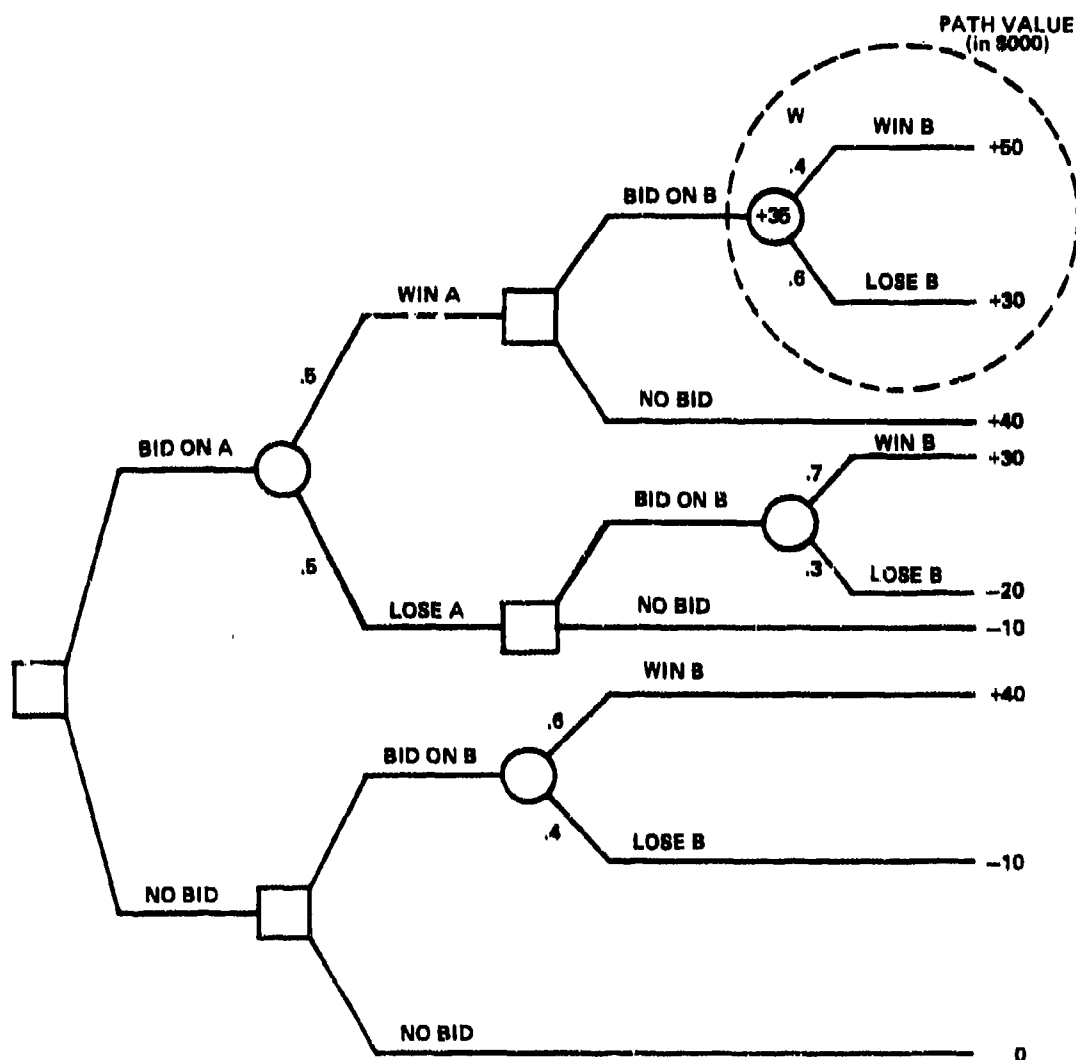 PATH VALUE
(in $000)
W
WIN B
+50
.4
BID ON B
+35
.6
LOSE B
+30
WIN A
.5
NO BID
+40
BID ON A
WIN B
+30
.7
BID ON B
.5
.3
LOSE B
-20
LOSE A
NO BID
-10
WIN B
+40
.6
BID ON B
.4
LOSE B
-10
NO BID
NO BID
0